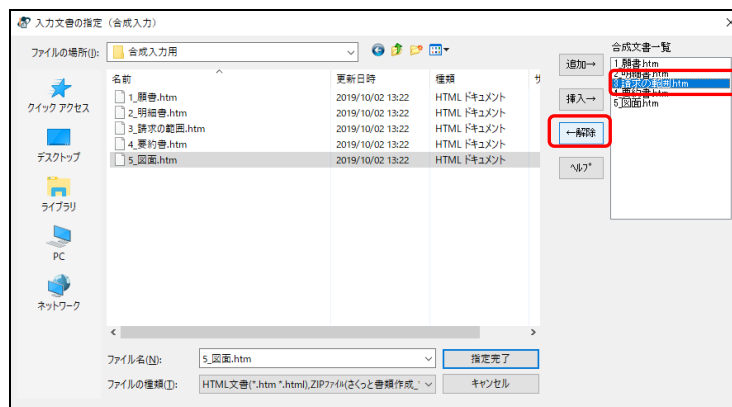 入力文書の指定 (合成入力)
ファイルの場所(I):
合成入力用
クイック アクセス
デスクトップ
ライブラリ
PC
ネットワーク
名前 更新日時 種類 サ
1_願書.htm 2019/10/02 13:22 HTML ドキュメント
2_明細書.htm 2019/10/02 13:22 HTML ドキュメント
3_請求の範囲.htm 2019/10/02 13:22 HTML ドキュメント
4_要約書.htm 2019/10/02 13:22 HTML ドキュメント
5_図面.htm 2019/10/02 13:22 HTML ドキュメント
ファイル名(N): 5_図面.htm 指定完了
ファイルの種類(T): HTML文書(*.htm *.html),ZIPファイル(さくっと書類作成_ キャンセル
追加→
挿入→
←解除
ヘルプ
合成文書一覧
1_願書.htm
2_明細書.htm
3_請求の範囲.htm
4_要約書.htm
5_図面.htm